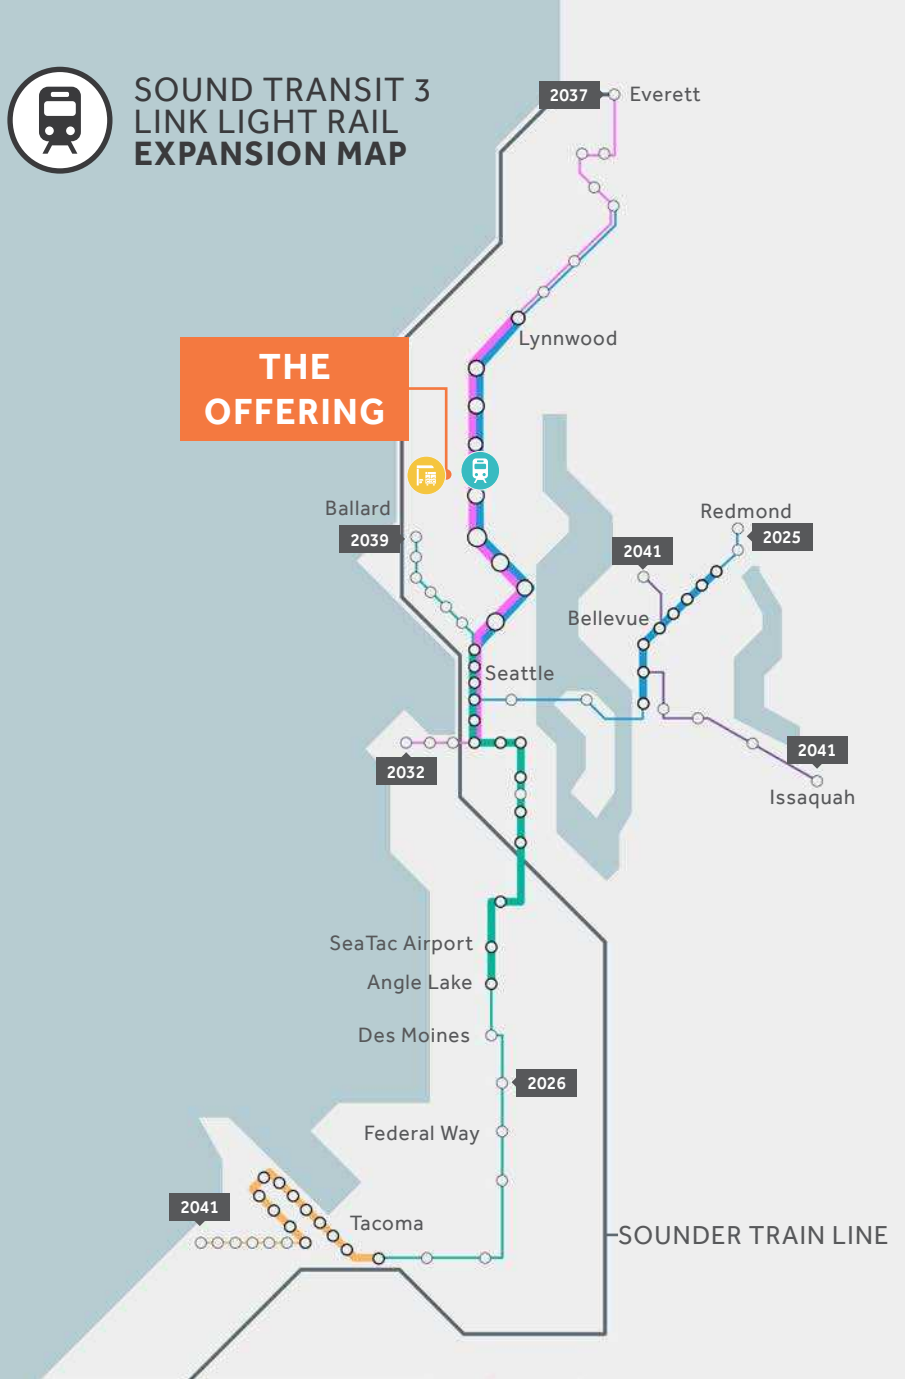 SOUND TRANSIT 3
LINK LIGHT RAIL
EXPANSION MAP
2037
Everett
Lynnwood
THE
OFFERING
Ballard
2039
Redmond
2025
2041
Bellevue
Seattle
2032
2041
Issaquah
SeaTac Airport
Angle Lake
Des Moines
2026
Federal Way
2041
Tacoma
SOUNDER TRAIN LINE